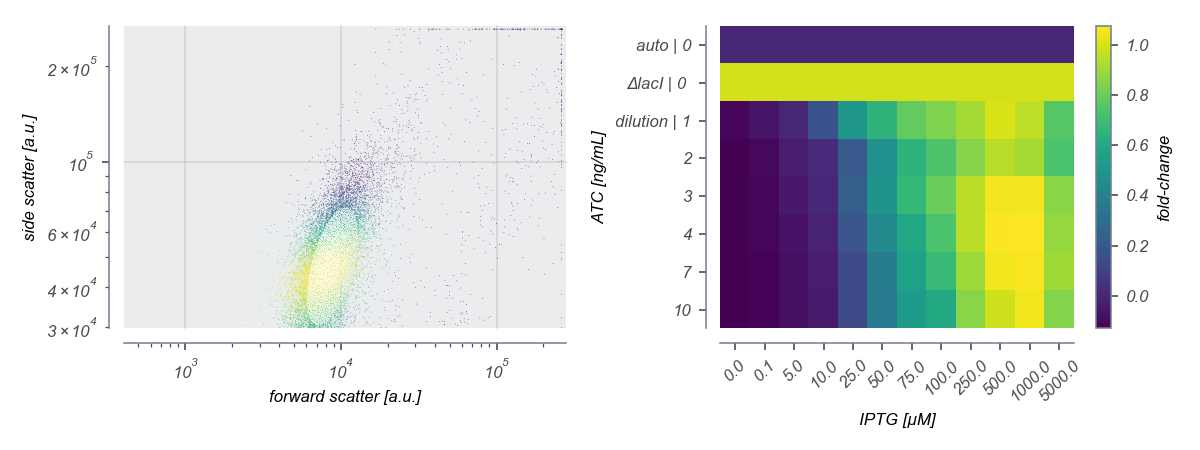 side scatter [a.u.]
2 × 10^5
10^5
6 × 10^4
4 × 10^4
3 × 10^4
10^3
10^4
10^5
forward scatter [a.u.]
ATC [ng/mL]
auto | 0
ΔlacI | 0
dilution | 1
2
3
4
7
10
0.0
0.1
5.0
10.0
25.0
50.0
75.0
100.0
250.0
500.0
1000.0
5000.0
IPTG [µM]
1.0
0.8
0.6
0.4
0.2
0.0
fold-change